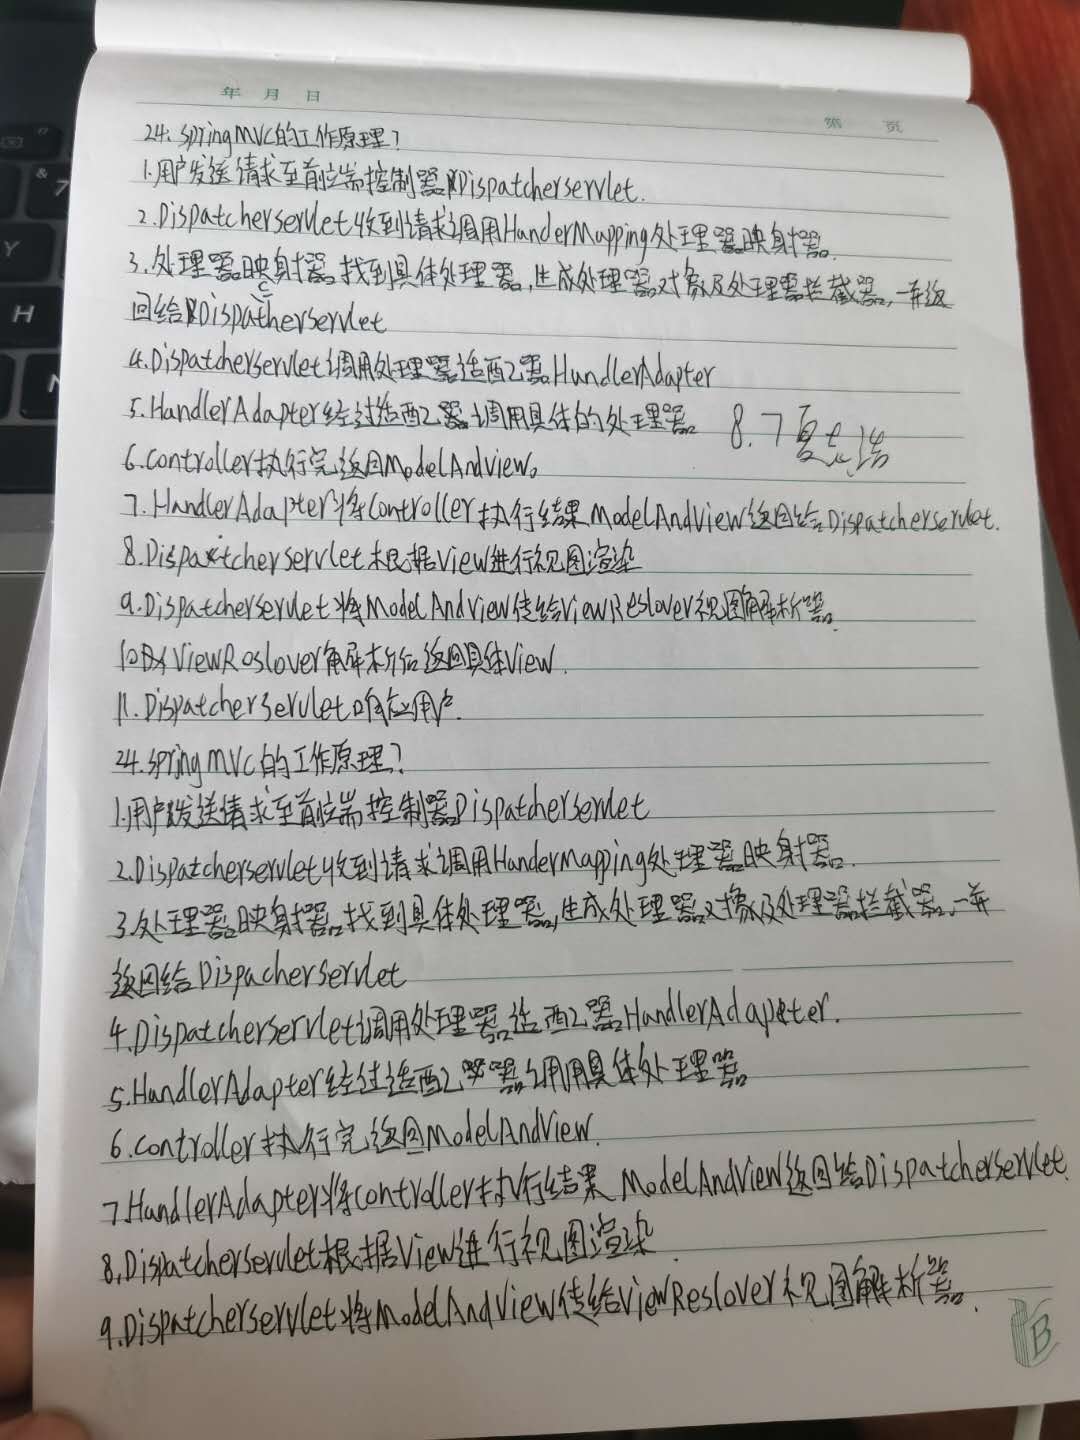 年 月 日
第 页
24. SpringMVC的工作原理?
1.用户发送请求至前端控制器DispatcherServlet.
2.DispatcherServlet收到请求调用HanderMapping处理器映射器.
3.处理器映射器找到具体处理器,生成处理器对象及处理器拦截器,一并返
回给DispatcherServlet
4.DispatcherServlet调用处理器适配器HandlerAdapter
5.HandlerAdapter经过适配器调用具体的处理器 8.7复习
6.Controller执行完返回ModelAndView。
7.HandlerAdapter将Controller执行结果ModelAndView返回给DispatcherServlet.
8.DispatcherServlet根据View进行视图渲染
9.DispatcherServlet将ModelAndView传给ViewReslover视图解析器.
10.ViewRoslover解析后返回具体View.
11.DispatcherServlet响应用户.
24.SpringMVC的工作原理?
1.用户发送请求至前端控制器DispatcherServlet
2.DispatcherServlet收到请求调用HanderMapping处理器映射器.
3.处理器映射器找到具体处理器,生成处理器对象及处理器拦截器,一并
返回给DispacherServlet
4.DispatcherServlet调用处理器适配器HandlerAdapter.
5.HandlerAdapter经过适配器调用具体处理器
6.Controller执行完返回ModelAndView.
7.HandlerAdapter将Controller执行结果ModelAndView返回给DispatcherServlet.
8.DispatcherServlet根据View进行视图渲染.
9.DispatcherServlet将ModelAndView传给ViewReslover视图解析器.
B